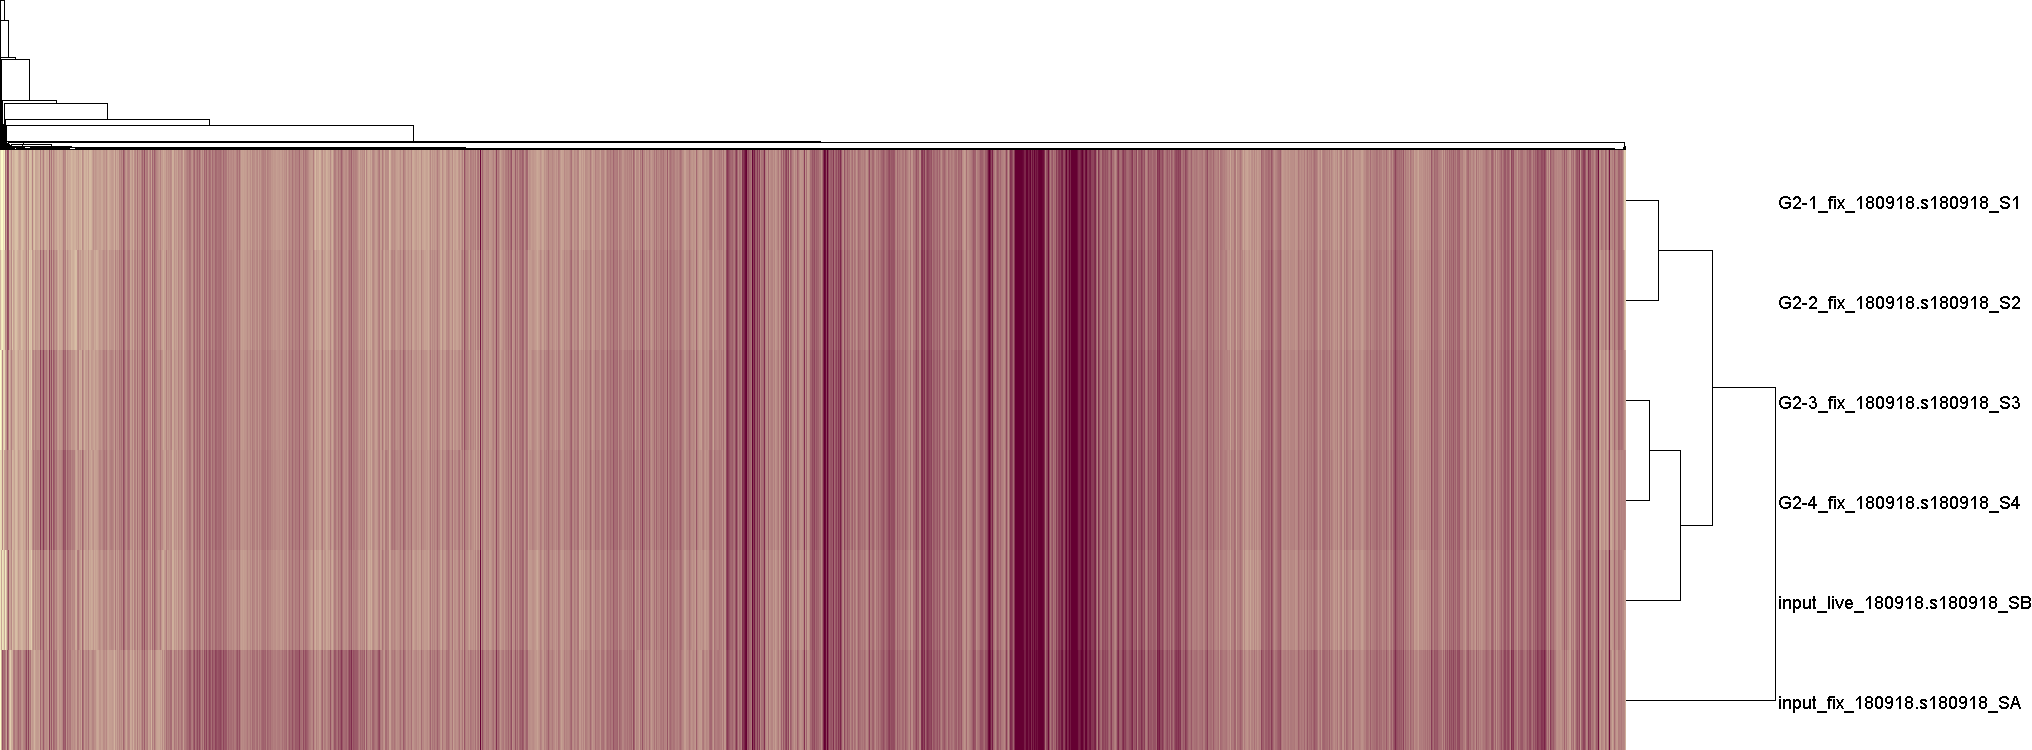 G2-1_fix_180918.s180918_S1
G2-2_fix_180918.s180918_S2
G2-3_fix_180918.s180918_S3
G2-4_fix_180918.s180918_S4
input_live_180918.s180918_SB
input_fix_180918.s180918_SA